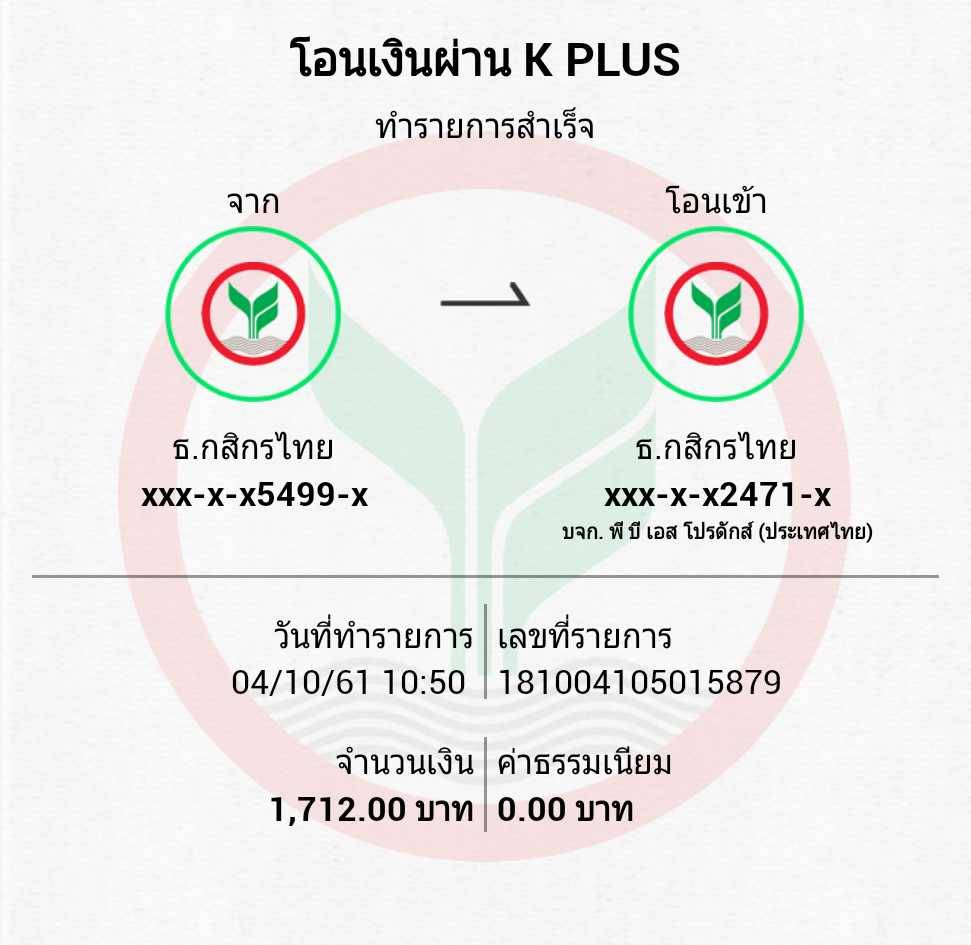 โอนเงินผ่าน K PLUS
ทำรายการสำเร็จ
จาก
โอนเข้า
ธ.กสิกรไทย
xxx-x-x5499-x
ธ.กสิกรไทย
xxx-x-x2471-x
บจก. พี บี เอส โปรดักส์ (ประเทศไทย)
วันที่ทำรายการ
04/10/61 10:50
เลขที่รายการ
181004105015879
จำนวนเงิน
1,712.00 บาท
ค่าธรรมเนียม
0.00 บาท